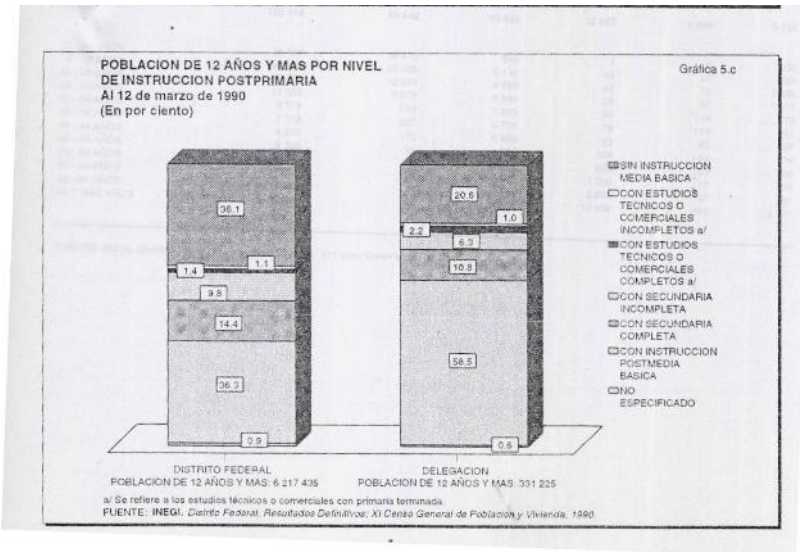 POBLACION DE 12 AÑOS Y MAS POR NIVEL
DE INSTRUCCION POSTPRIMARIA
Al 12 de marzo de 1990
(En por ciento)
Gráfica 5.c
36.1
1.1
1.4
9.8
14.4
36.3
0.9
20.6
1.0
2.2
6.3
10.8
58.5
0.6
SIN INSTRUCCION
MEDIA BASICA
CON ESTUDIOS
TECNICOS O
COMERCIALES
INCOMPLETOS a/
CON ESTUDIOS
TECNICOS O
COMERCIALES
COMPLETOS a/
CON SECUNDARIA
INCOMPLETA
CON SECUNDARIA
COMPLETA
CON INSTRUCCION
POSTMEDIA
BASICA
NO
ESPECIFICADO
DISTRITO FEDERAL
POBLACION DE 12 AÑOS Y MAS: 6 217 435
DELEGACION
POBLACION DE 12 AÑOS Y MAS: 331 225
a/ Se refiere a los estudios técnicos o comerciales con primaria terminada.
FUENTE: INEGI. Distrito Federal, Resultados Definitivos; XI Censo General de Población y Vivienda, 1990.